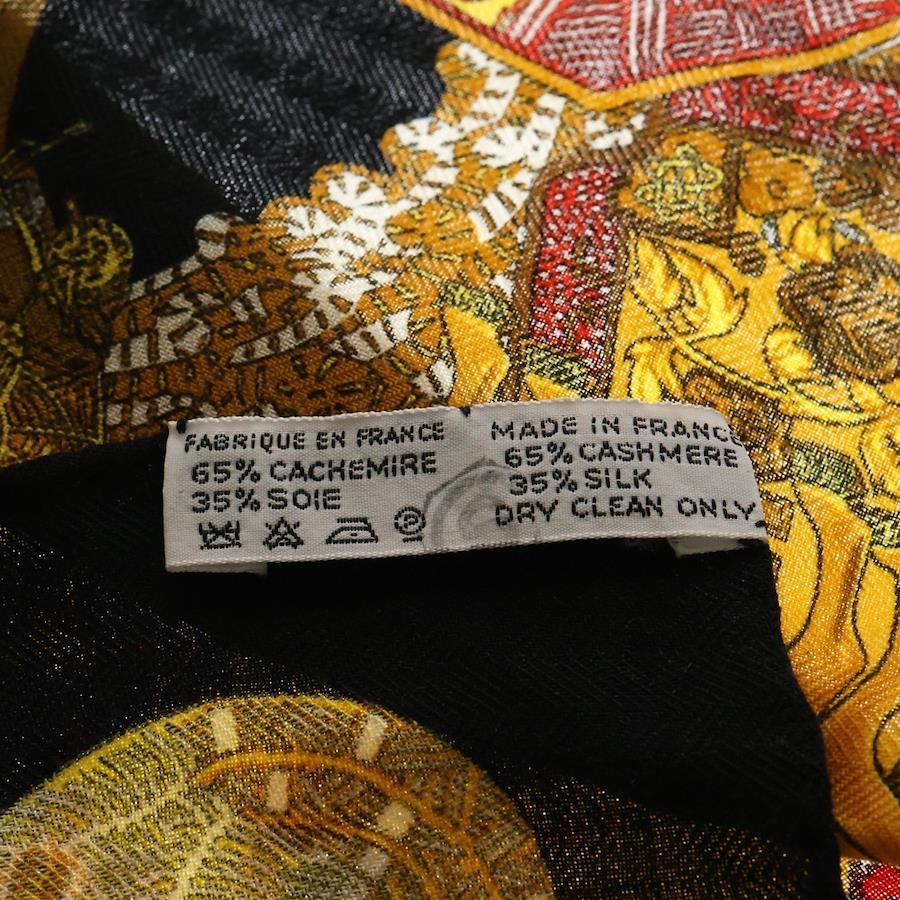 FABRIQUE EN FRANCE
65% CACHEMIRE
35% SOIE
MADE IN FRANCE
65% CASHMERE
35% SILK
DRY CLEAN ONLY